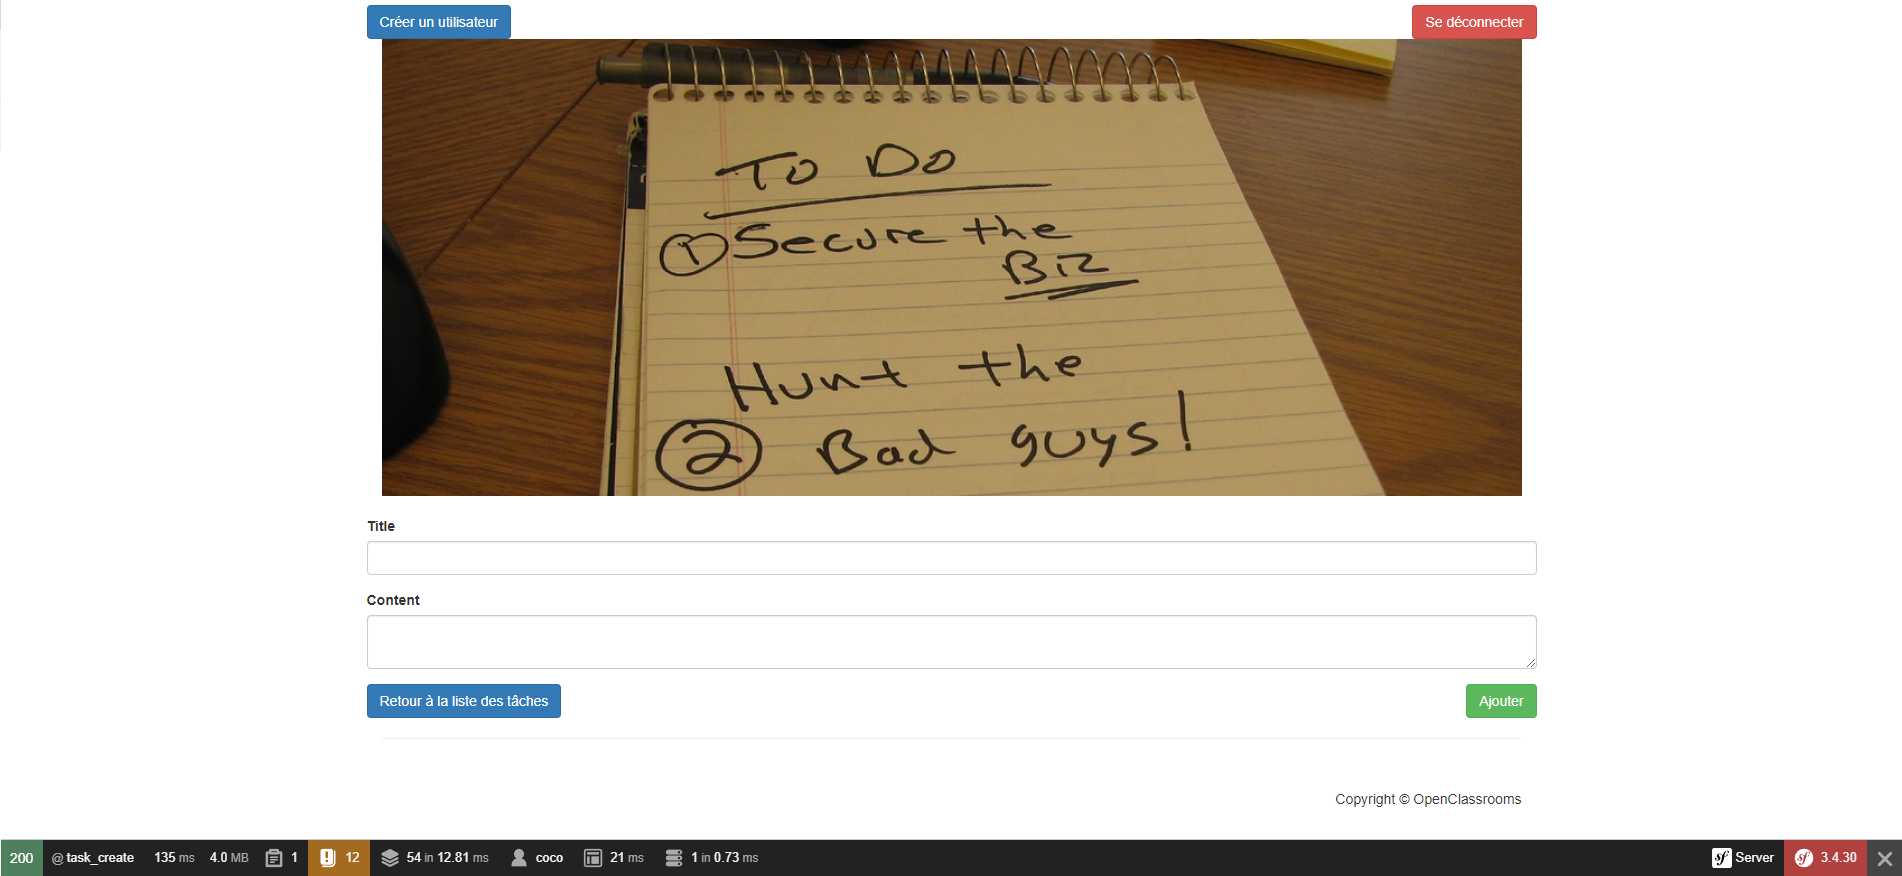 Créer un utilisateur
Se déconnecter
To Do
1 Secure the
Biz
Hunt the
2 Bad guys!
Title
Content
Retour à la liste des tâches
Ajouter
Copyright © OpenClassrooms
200 @ task_create 135 ms 4.0 MB 1 12 54 in 12.81 ms coco 21 ms 1 in 0.73 ms sf Server sf 3.4.30